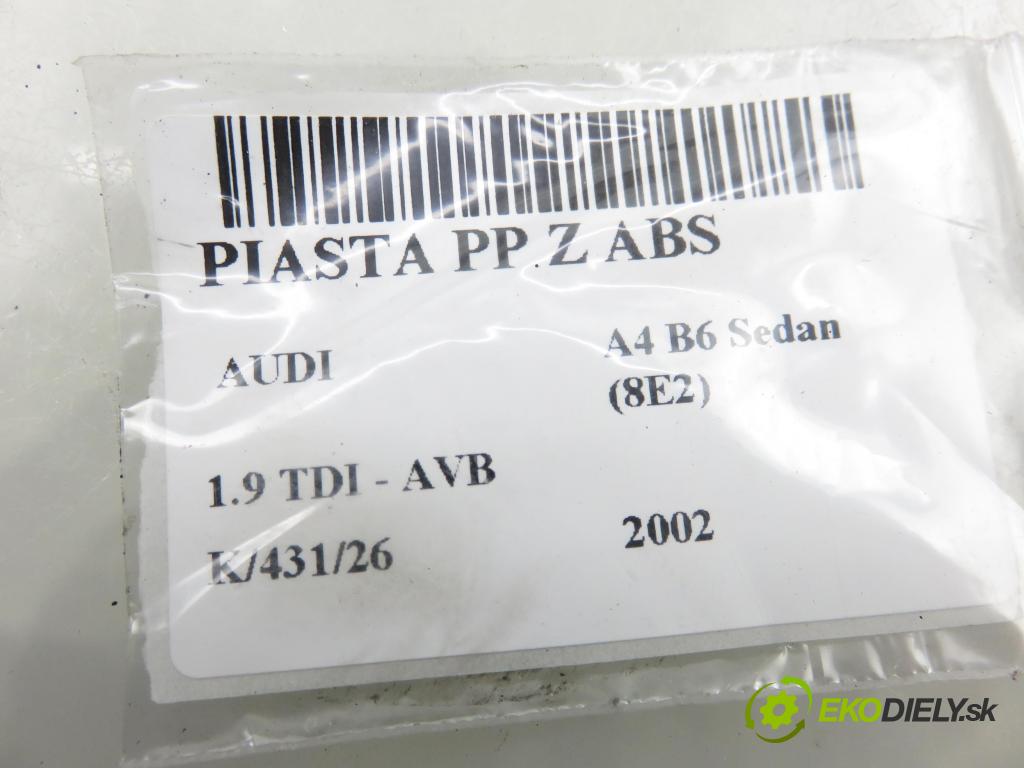 PIASTA PP Z ABS
AUDI
A4 B6 Sedan
(8E2)
1.9 TDI - AVB
K/431/26
2002
EKODIELY.sk